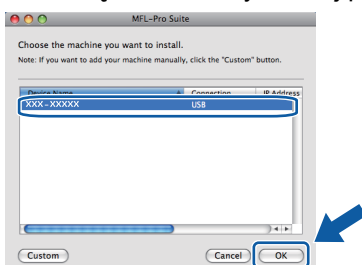 MFL-Pro Suite
Choose the machine you want to install.
Note: If you want to add your machine manually, click the "Custom" button.
Device Name Connection IP Address
XXX-XXXXX USB
Custom Cancel OK